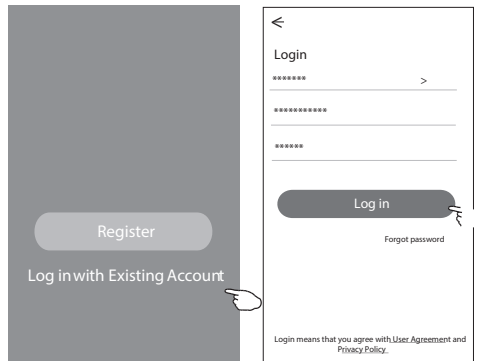 Register
Log in with Existing Account
Login
*******
>
***********
******
Log in
Forgot password
Login means that you agree with User Agreement and
Privacy Policy